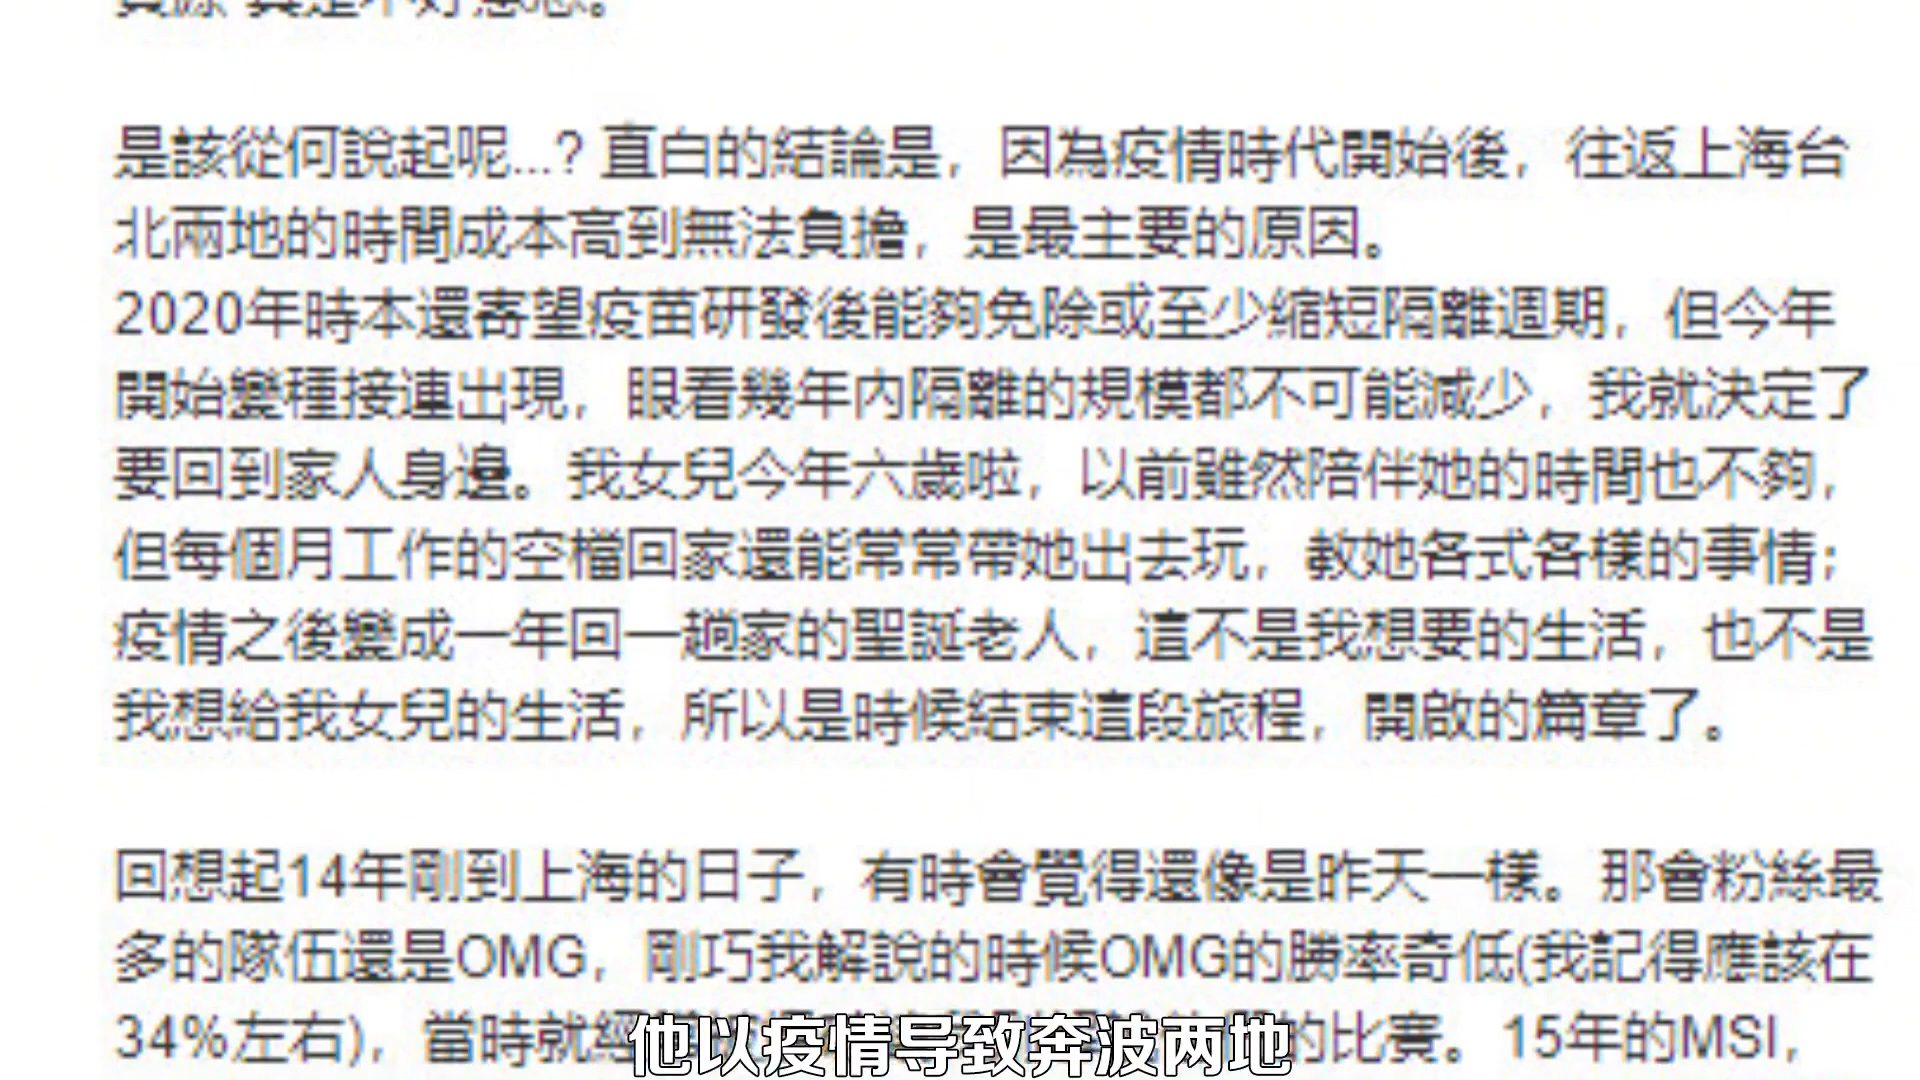 真是不好意思。
是該從何說起呢...? 直白的結論是，因為疫情時代開始後，往返上海台
北兩地的時間成本高到無法負擔，是最主要的原因。
2020年時本還寄望疫苗研發後能夠免除或至少縮短隔離週期，但今年
開始變種接連出現，眼看幾年內隔離的規模都不可能減少，我就決定了
要回到家人身邊。我女兒今年六歲啦，以前雖然陪伴她的時間也不夠，
但每個月工作的空檔回家還能常常帶她出去玩，教她各式各樣的事情；
疫情之後變成一年回一趟家的聖誕老人，這不是我想要的生活，也不是
我想給我女兒的生活，所以是時候結束這段旅程，開啟的篇章了。
回想起14年剛到上海的日子，有時會覺得還像是昨天一樣。那會粉絲最
多的隊伍還是OMG，剛巧我解說的時候OMG的勝率奇低(我記得應該在
34%左右)，當時就經的比賽。15年的MSI，
他以疫情导致奔波两地